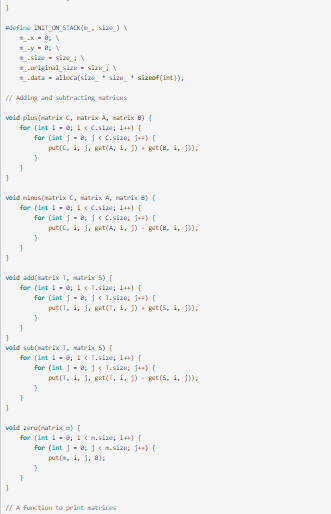 }
#define INIT_ON_STACK(m_, size_) \
    m_.x = 0; \
    m_.y = 0; \
    m_.size = size_; \
    m_.original_size = size_; \
    m_.data = alloca(size_ * size_ * sizeof(int));
// Adding and subtracting matrices
void plus(matrix C, matrix A, matrix B) {
    for (int i = 0; i < C.size; i++) {
        for (int j = 0; j < C.size; j++) {
            put(C, i, j, get(A, i, j) + get(B, i, j));
        }
    }
}
void minus(matrix C, matrix A, matrix B) {
    for (int i = 0; i < C.size; i++) {
        for (int j = 0; j < C.size; j++) {
            put(C, i, j, get(A, i, j) - get(B, i, j));
        }
    }
}
void add(matrix T, matrix S) {
    for (int i = 0; i < T.size; i++) {
        for (int j = 0; j < T.size; j++) {
            put(T, i, j, get(T, i, j) + get(S, i, j));
        }
    }
}
void sub(matrix T, matrix S) {
    for (int i = 0; i < T.size; i++) {
        for (int j = 0; j < T.size; j++) {
            put(T, i, j, get(T, i, j) - get(S, i, j));
        }
    }
}
void zero(matrix m) {
    for (int i = 0; i < m.size; i++) {
        for (int j = 0; j < m.size; j++) {
            put(m, i, j, 0);
        }
    }
}
// A function to print matrices